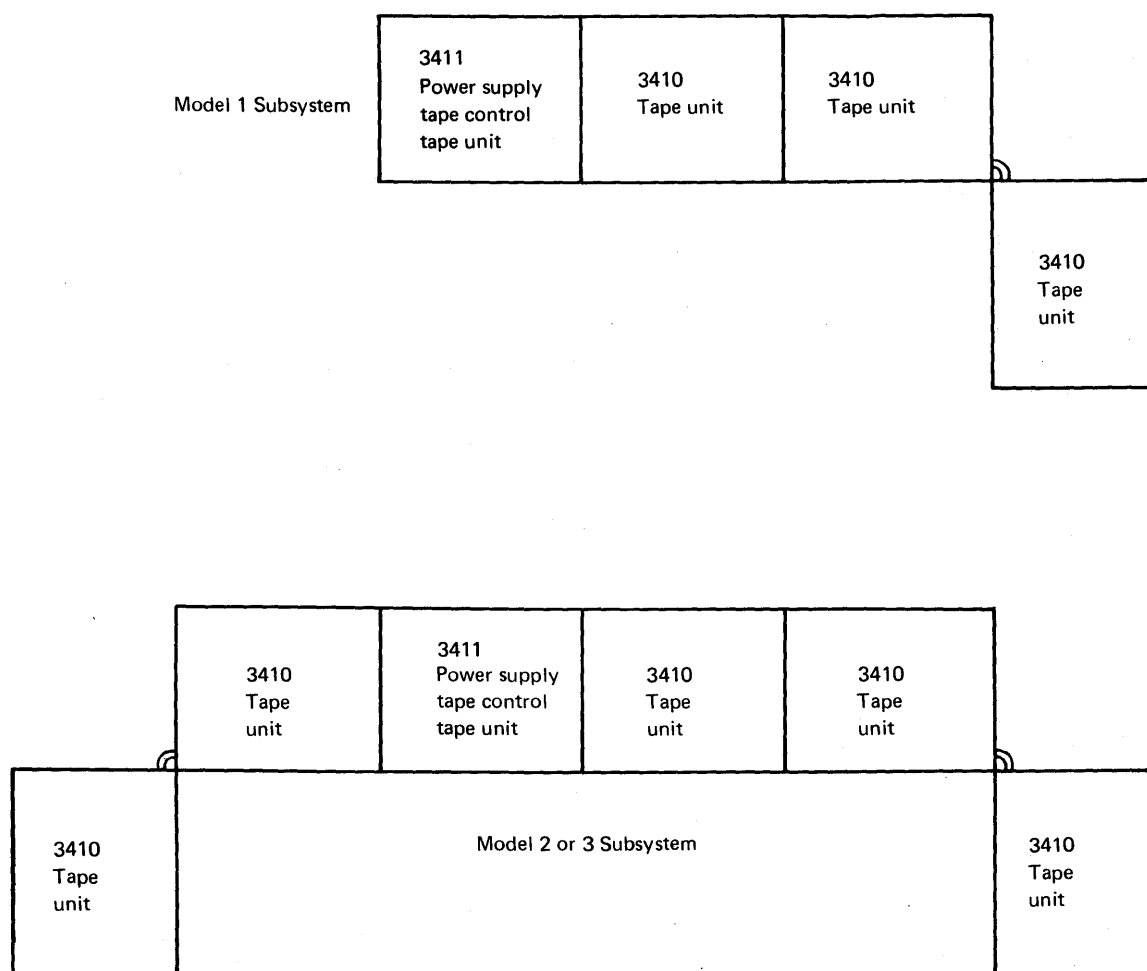 Model 1 Subsystem
3411
Power supply
tape control
tape unit
3410
Tape unit
3410
Tape unit
3410
Tape
unit
3410
Tape
unit
3411
Power supply
tape control
tape unit
3410
Tape
unit
3410
Tape
unit
3410
Tape
unit
Model 2 or 3 Subsystem
3410
Tape
unit